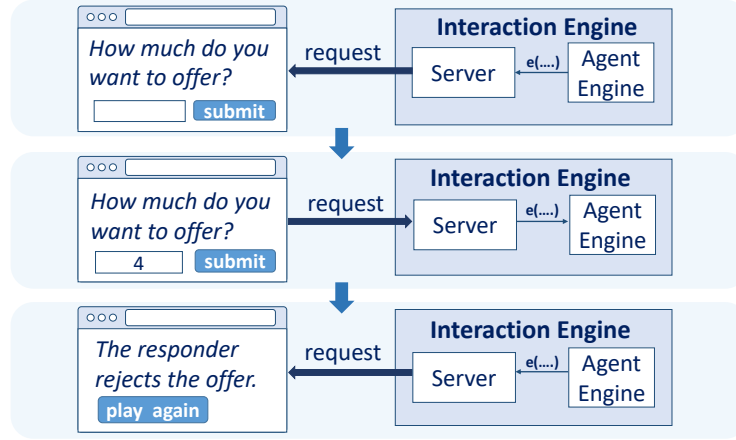 How much do you
want to offer?
submit
request
Interaction Engine
Server
e(....)
Agent
Engine
How much do you
want to offer?
4
submit
request
Interaction Engine
Server
e(....)
Agent
Engine
The responder
rejects the offer.
play again
request
Interaction Engine
Server
e(....)
Agent
Engine